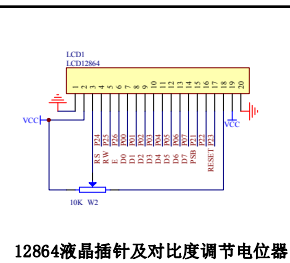 LCD1
LCD12864
1 2 3 4 5 6 7 8 9 10 11 12 13 14 15 16 17 18 19 20
VCC
VCC
RS P24
RW P25
E P26
D0 P00
D1 P01
D2 P02
D3 P03
D4 P04
D5 P05
D6 P06
D7 P07
PSB P21
P22
RESET P23
10K W2
12864液晶插针及对比度调节电位器